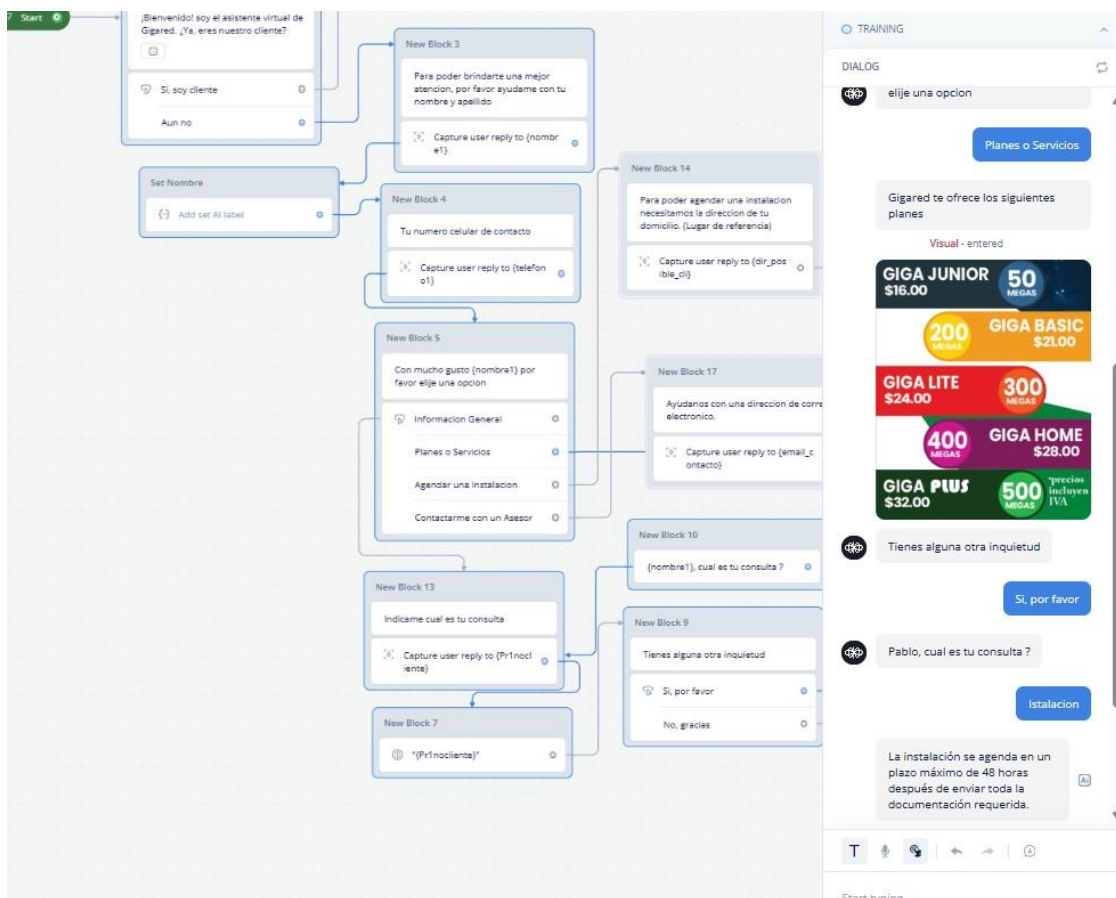 Start
¡Bienvenido! soy el asistente virtual de
Gigared. ¿Ya, eres nuestro cliente?
Si, soy cliente
Aun no
New Block 3
Para poder brindarte una mejor
atencion, por favor ayudame con tu
nombre y apellido
Capture user reply to {nombr
e1}
Set Nombre
Add set AI label
New Block 4
Tu numero celular de contacto
Capture user reply to {telefon
o1}
New Block 14
Para poder agendar una instalacion
necesitamos la direccion de tu
domicilio. (Lugar de referencia)
Capture user reply to {dir_pos
ible_cli}
New Block 5
Con mucho gusto {nombre1} por
favor elije una opcion
Informacion General
Planes o Servicios
Agendar una instalacion
Contactarme con un Asesor
New Block 17
Ayudanos con una direccion de corre
electronico.
Capture user reply to {email_c
ontacto}
New Block 10
{nombre1}, cual es tu consulta ?
New Block 13
Indicame cual es tu consulta
Capture user reply to {Pr1nocl
iente}
New Block 9
Tienes alguna otra inquietud
Si, por favor
No, gracias
New Block 7
"{Pr1nocliente}"
TRAINING
DIALOG
elije una opcion
Planes o Servicios
Gigared te ofrece los siguientes
planes
Visual - entered
GIGA JUNIOR
$16.00
50
MEGAS
200
MEGAS
GIGA BASIC
$21.00
GIGA LITE
$24.00
300
MEGAS
400
MEGAS
GIGA HOME
$28.00
GIGA PLUS
$32.00
500
MEGAS
*precios
incluyen
IVA
Tienes alguna otra inquietud
Si, por favor
Pablo, cual es tu consulta ?
Istalacion
La instalación se agenda en un
plazo máximo de 48 horas
después de enviar toda la
documentación requerida.
AI
T
Start typing